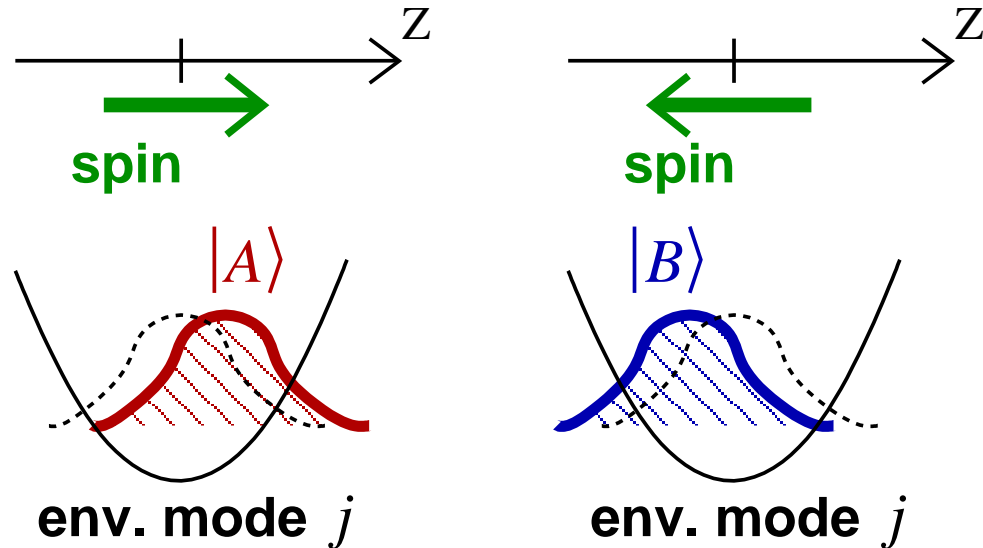 Z
Z
spin
spin
|A⟩
|B⟩
env. mode j
env. mode j